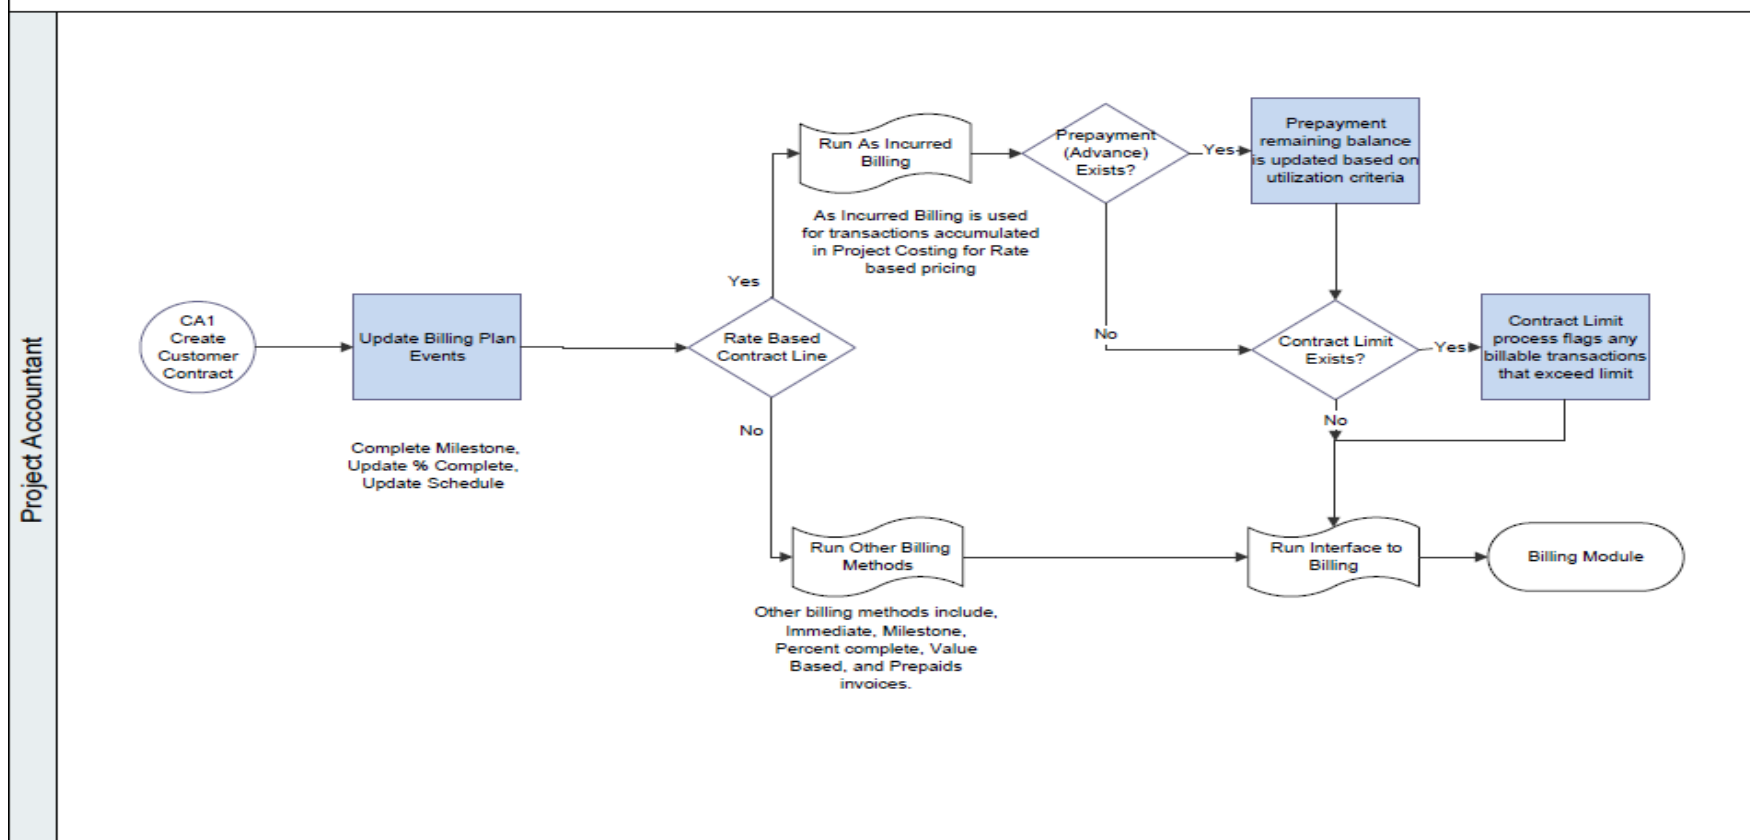 Project Accountant
CA1
Create
Customer
Contract
Update Billing Plan
Events
Complete Milestone,
Update % Complete,
Update Schedule
Rate Based
Contract Line
Yes
No
Run As Incurred
Billing
As Incurred Billing is used
for transactions accumulated
in Project Costing for Rate
based pricing
Prepayment
(Advance)
Exists?
Yes
No
Prepayment
remaining balance
is updated based on
utilization criteria
Contract Limit
Exists?
Yes
No
Contract Limit
process flags any
billable transactions
that exceed limit
Run Other Billing
Methods
Other billing methods include,
Immediate, Milestone,
Percent complete, Value
Based, and Prepaids
invoices.
Run Interface to
Billing
Billing Module